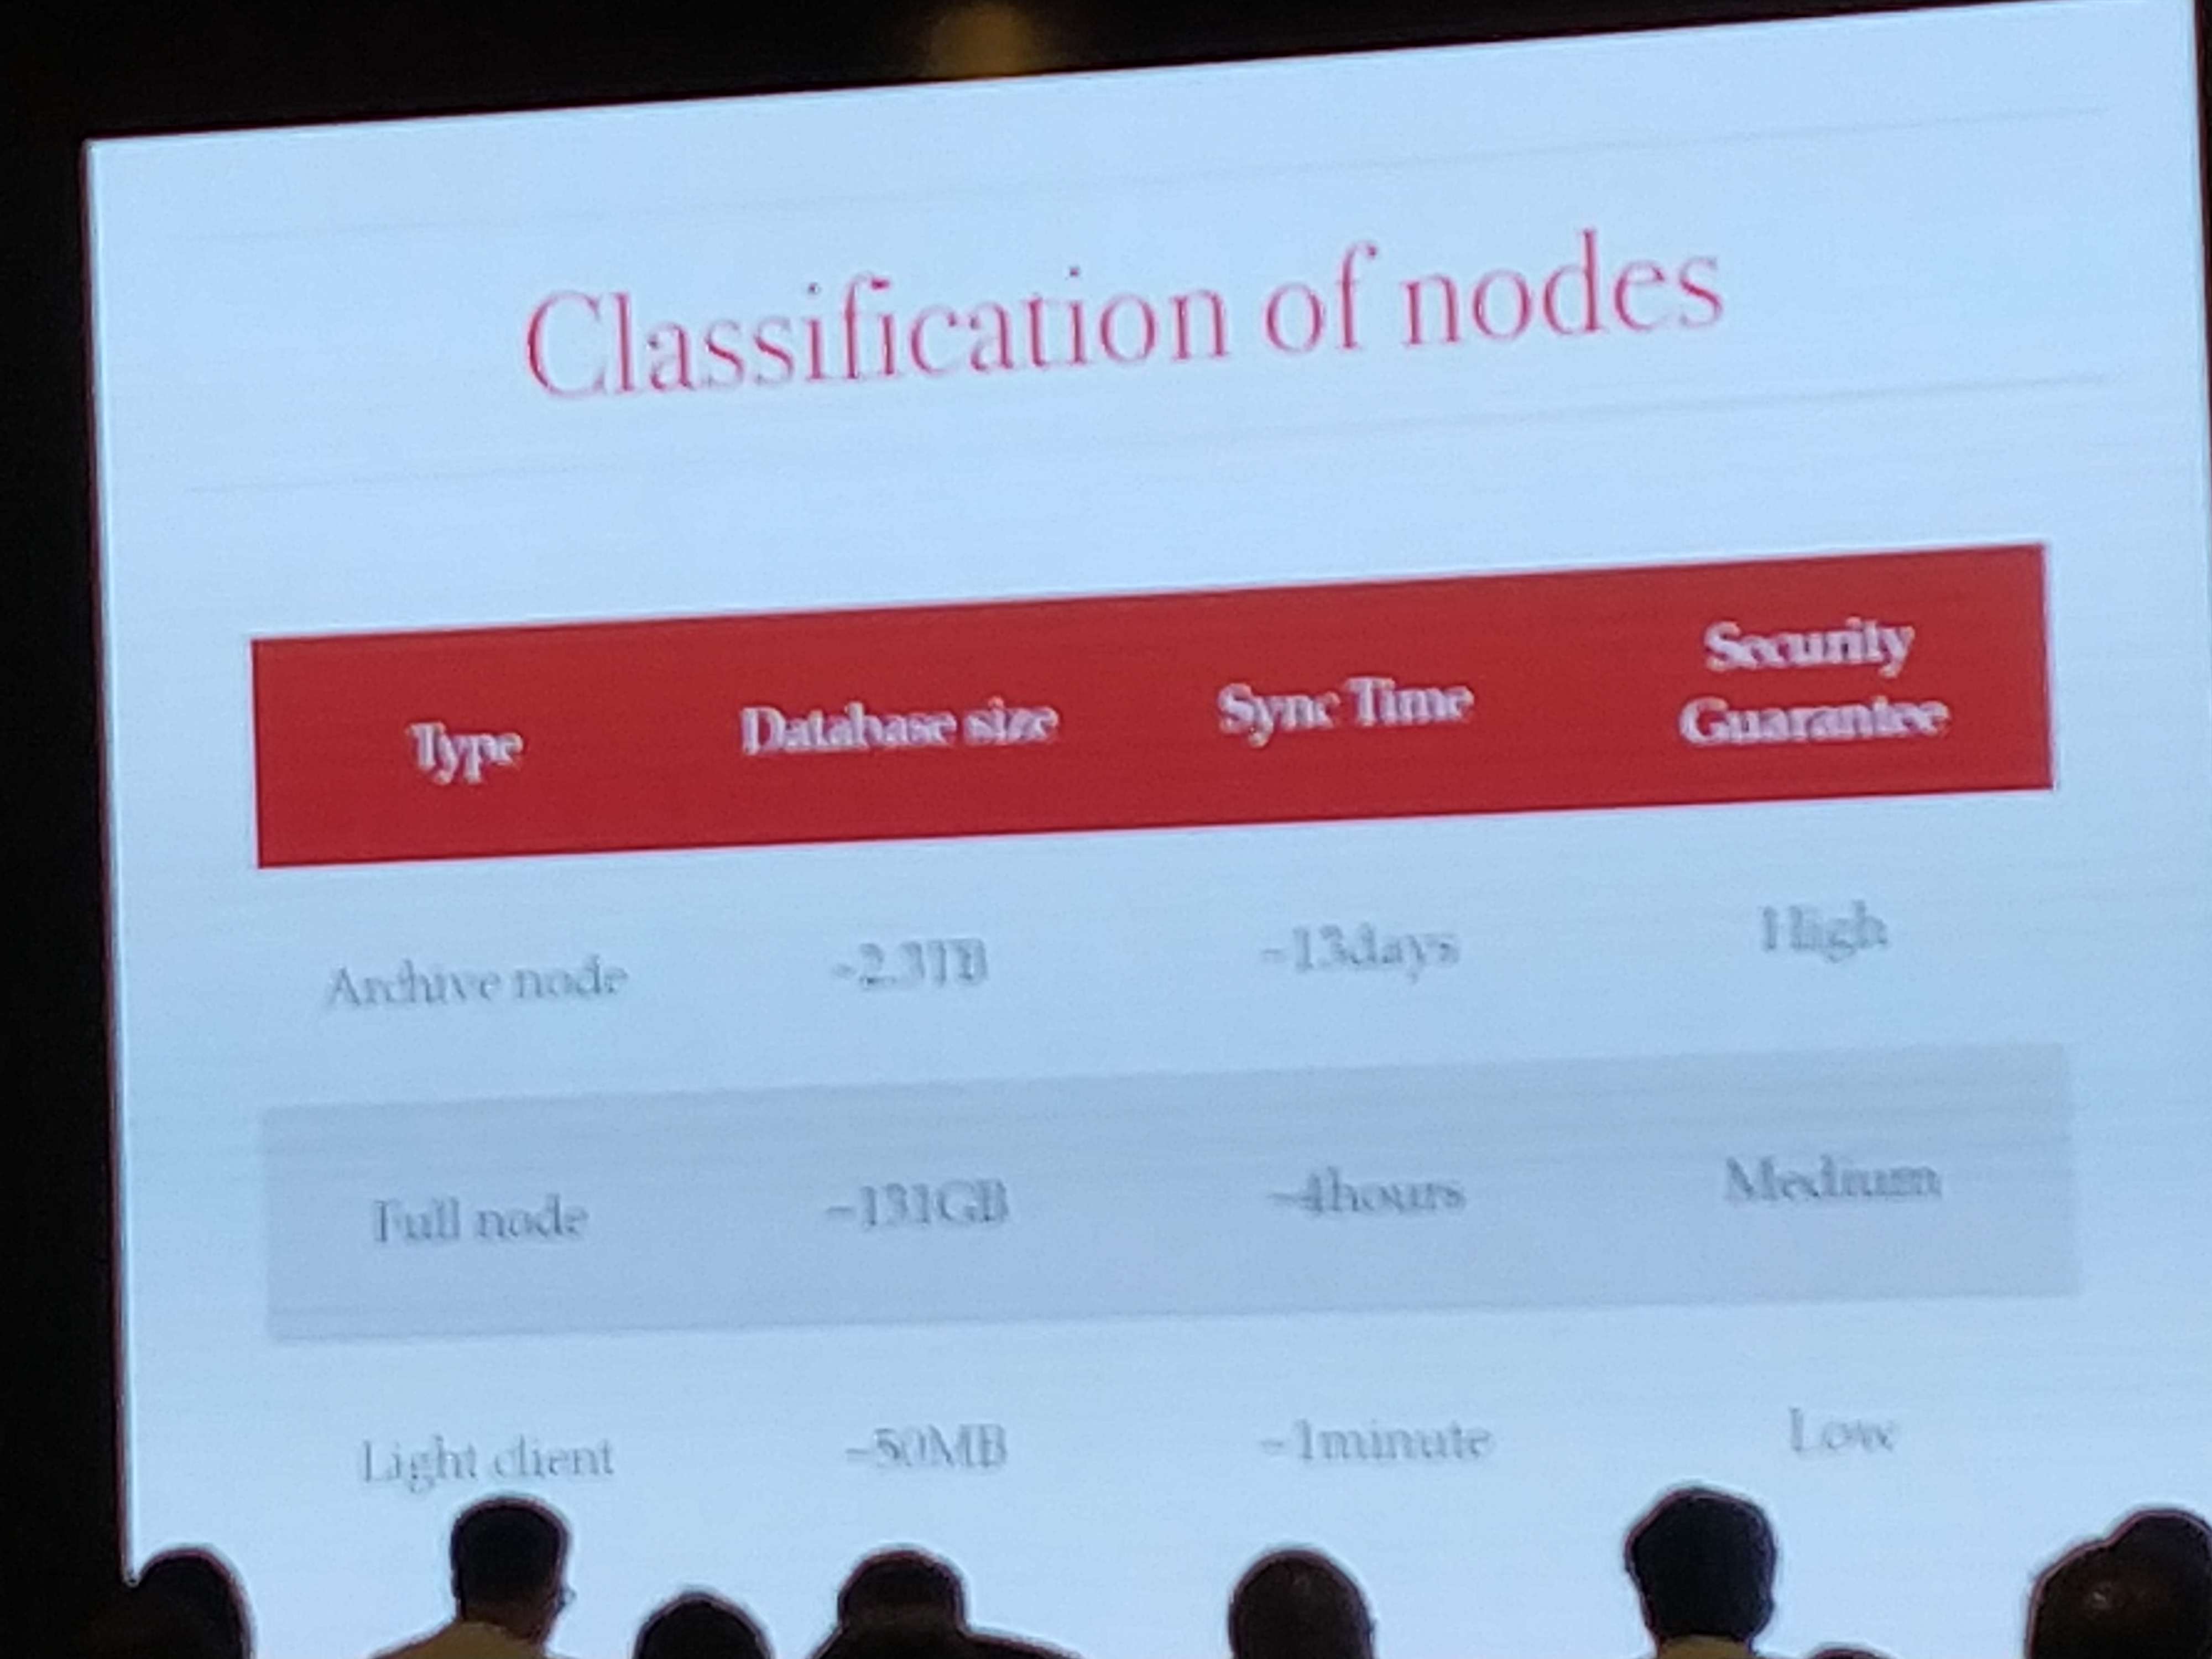 Classification of nodes
Type Database size Sync Time Security Guarantee
Archive node ~2.3TB ~13days High
Full node ~131GB ~4hours Medium
Light client ~50MB ~1minute Low